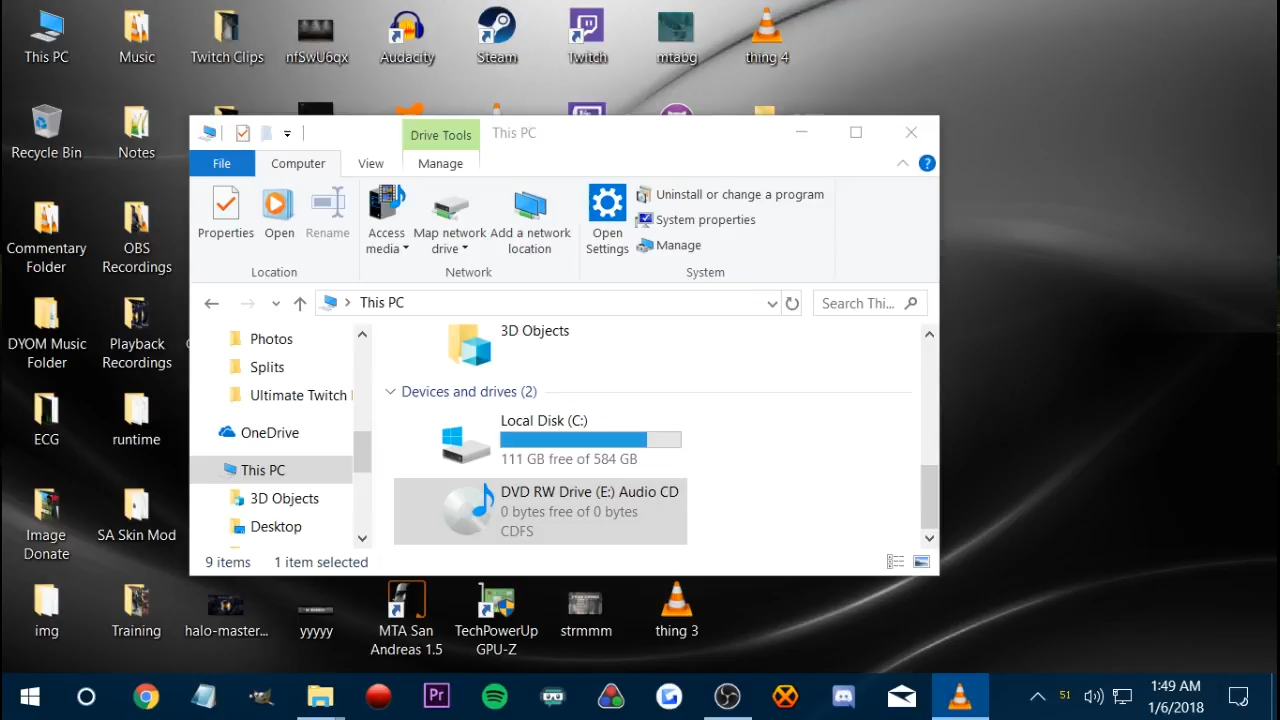 This PC
Music
Twitch Clips
nfSwU6qx
Audacity
Steam
Twitch
mtabg
thing 4
Recycle Bin
Notes
Drive Tools
This PC
File
Computer
View
Manage
Properties
Open
Rename
Location
Access
media
Map network
drive
Add a network
location
Network
Open
Settings
Uninstall or change a program
System properties
Manage
System
This PC
Search Thi...
Commentary
Folder
OBS
Recordings
DYOM Music
Folder
Playback
Recordings
ECG
runtime
Image
Donate
SA Skin Mod
Photos
Splits
Ultimate Twitch
OneDrive
This PC
3D Objects
Desktop
3D Objects
Devices and drives (2)
Local Disk (C:)
111 GB free of 584 GB
DVD RW Drive (E:) Audio CD
0 bytes free of 0 bytes
CDFS
9 items
1 item selected
img
Training
halo-master...
yyyyy
MTA San
Andreas 1.5
TechPowerUp
GPU-Z
strmmm
thing 3
Pr
51
1:49 AM
1/6/2018